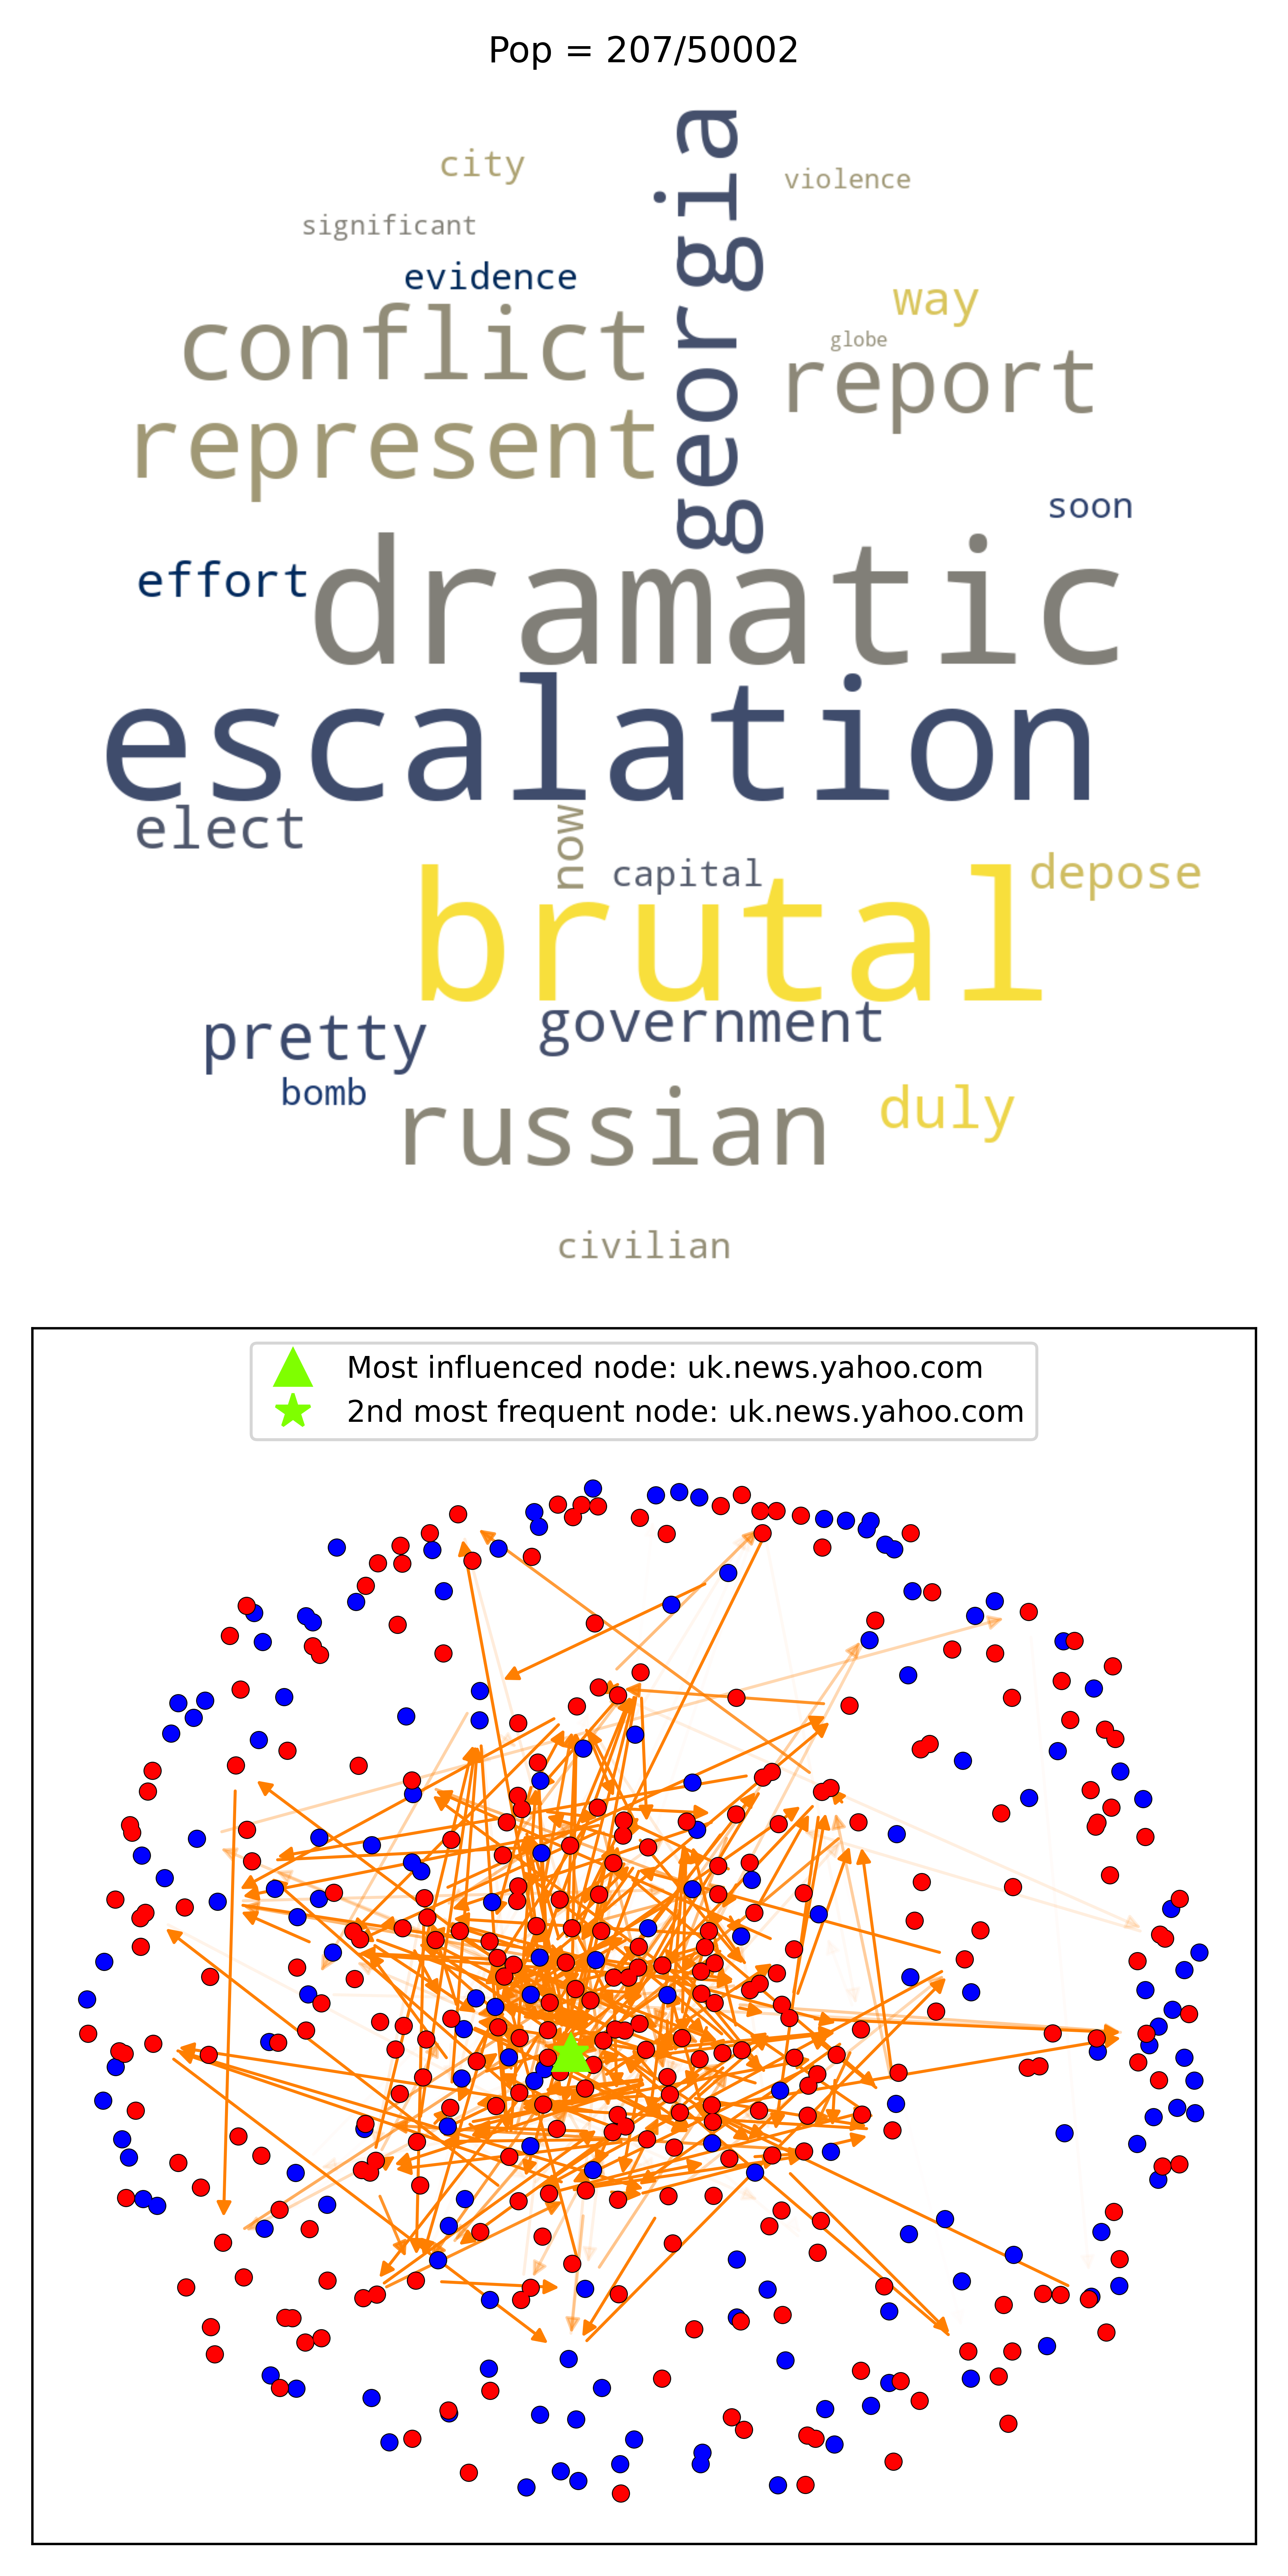 Pop = 207/50002
georgia
city
violence
significant
evidence
way
conflict
globe
report
represent
soon
effort
dramatic
escalation
elect
now
capital
depose
brutal
government
pretty
bomb
russian
duly
civilian
Most influenced node: uk.news.yahoo.com
2nd most frequent node: uk.news.yahoo.com